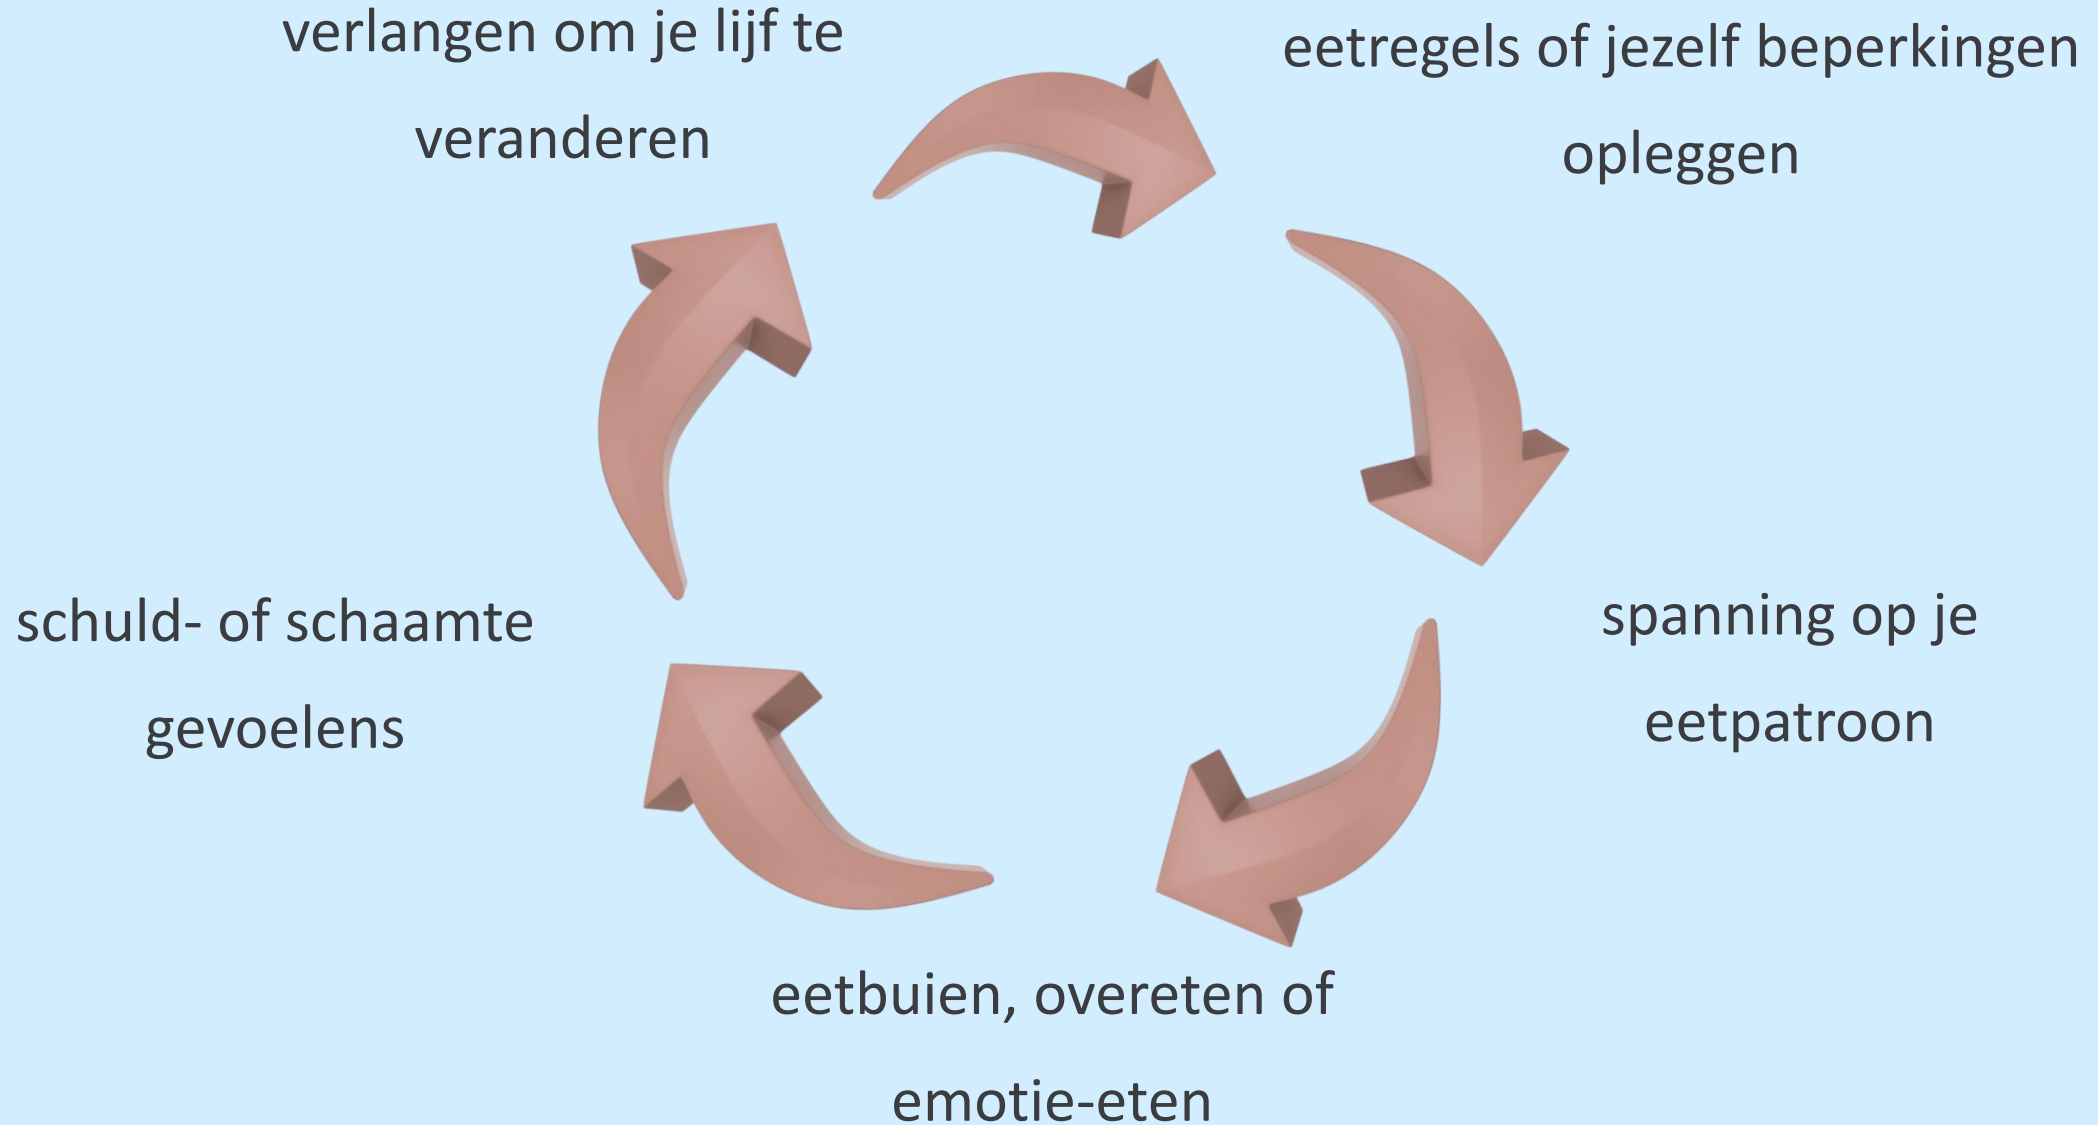 verlangen om je lijf te
veranderen
eetregels of jezelf beperkingen
opleggen
spanning op je
eetpatroon
eetbuien, overeten of
emotie-eten
schuld- of schaamte
gevoelens